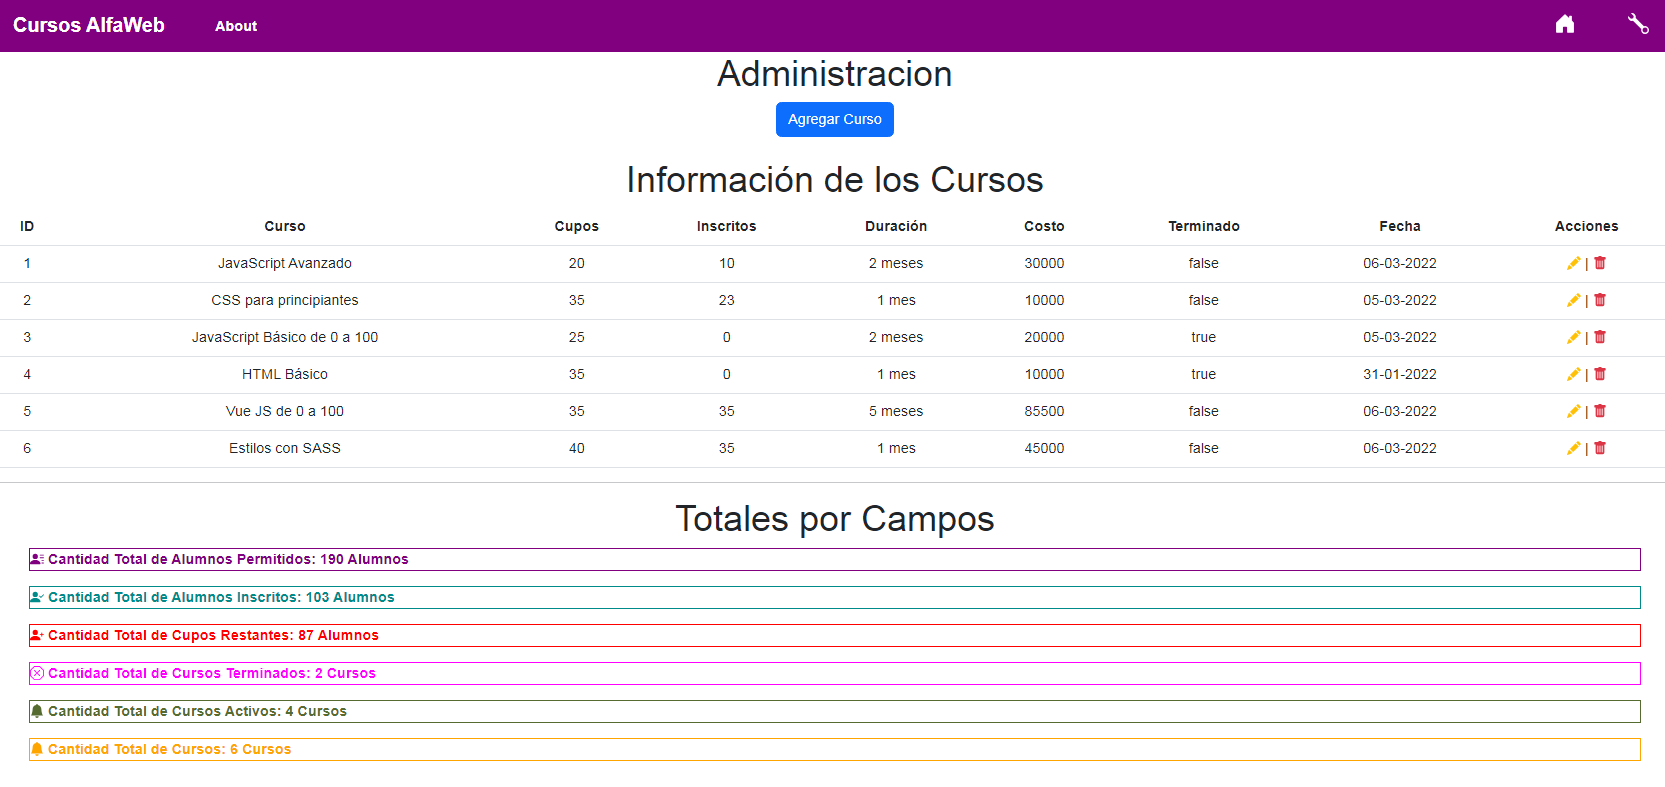 Cursos AlfaWeb About
Administracion
Agregar Curso
Información de los Cursos
ID Curso Cupos Inscritos Duración Costo Terminado Fecha Acciones
1 JavaScript Avanzado 20 10 2 meses 30000 false 06-03-2022 |
2 CSS para principiantes 35 23 1 mes 10000 false 05-03-2022 |
3 JavaScript Básico de 0 a 100 25 0 2 meses 20000 true 05-03-2022 |
4 HTML Básico 35 0 1 mes 10000 true 31-01-2022 |
5 Vue JS de 0 a 100 35 35 5 meses 85500 false 06-03-2022 |
6 Estilos con SASS 40 35 1 mes 45000 false 06-03-2022 |
Totales por Campos
Cantidad Total de Alumnos Permitidos: 190 Alumnos
Cantidad Total de Alumnos Inscritos: 103 Alumnos
Cantidad Total de Cupos Restantes: 87 Alumnos
Cantidad Total de Cursos Terminados: 2 Cursos
Cantidad Total de Cursos Activos: 4 Cursos
Cantidad Total de Cursos: 6 Cursos